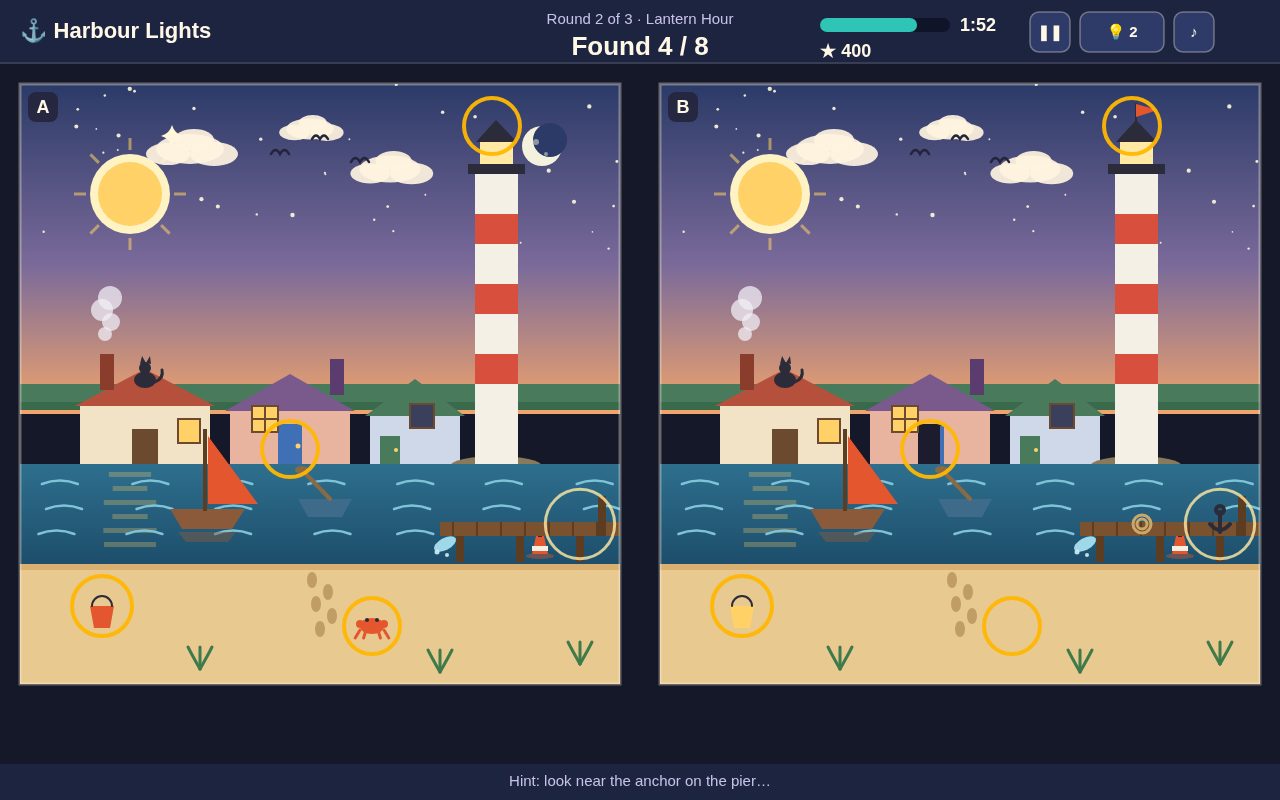 ⚓ Harbour Lights
Round 2 of 3 · Lantern Hour
Found 4 / 8
1:52
★ 400
❚❚
💡 2
♪
A
B
Hint: look near the anchor on the pier…